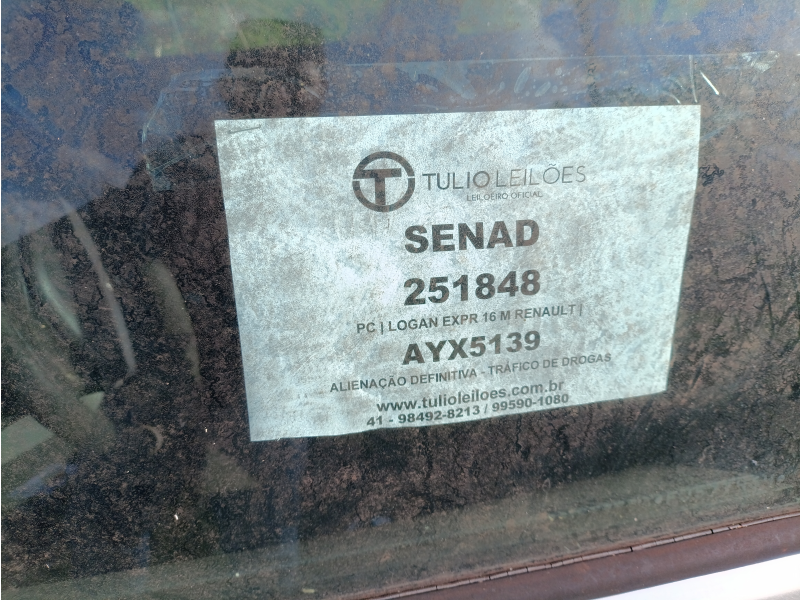 TULIO LEILÕES
LEILOEIRO OFICIAL
SENAD
251848
PC | LOGAN EXPR 16 M RENAULT |
AYX5139
ALIENAÇÃO DEFINITIVA - TRÁFICO DE DROGAS
www.tulioleiloes.com.br
41 - 98492-8213 / 99590-1080